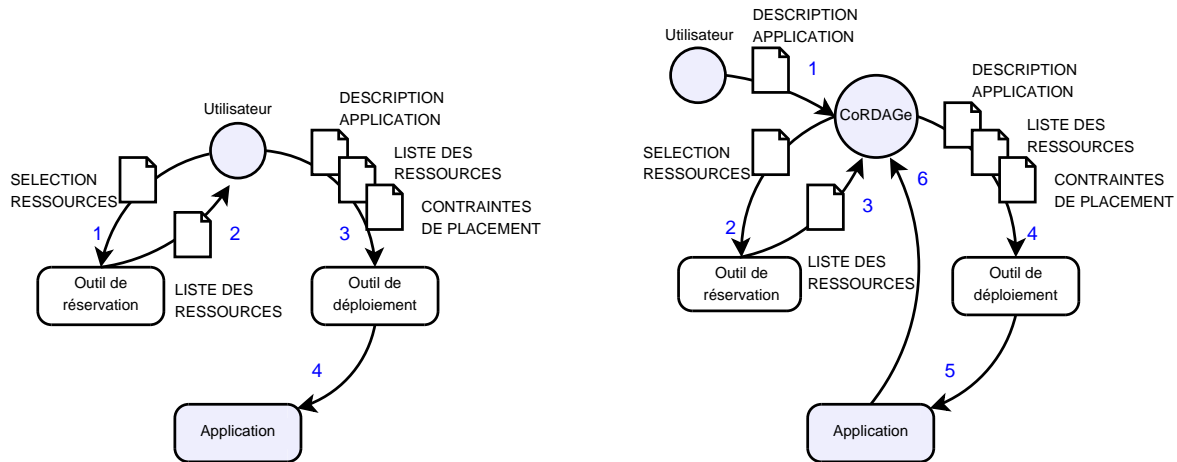 Utilisateur
DESCRIPTION
APPLICATION
LISTE DES
RESSOURCES
CONTRAINTES
DE PLACEMENT
SELECTION
RESSOURCES
1
2
3
Outil de
réservation
LISTE DES
RESSOURCES
Outil de
déploiement
4
Application
Utilisateur
DESCRIPTION
APPLICATION
1
CoRDAGe
DESCRIPTION
APPLICATION
LISTE DES
RESSOURCES
CONTRAINTES
DE PLACEMENT
SELECTION
RESSOURCES
6
2
3
4
Outil de
réservation
LISTE DES
RESSOURCES
Outil de
déploiement
5
Application